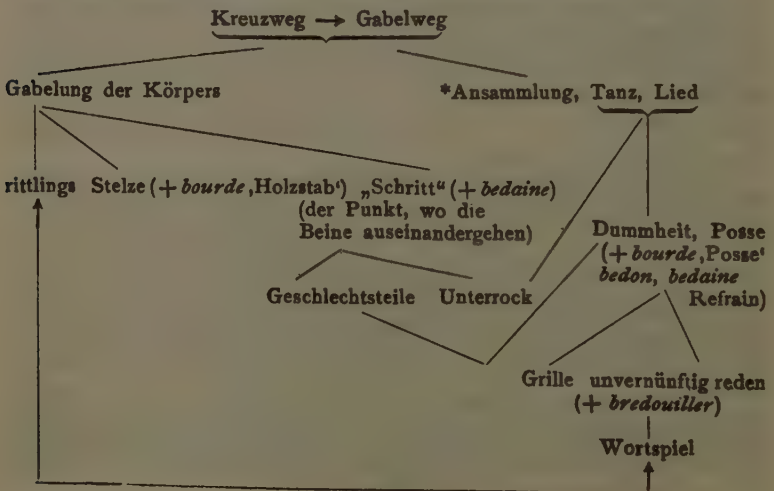 Kreuzweg → Gabelweg
Gabelung der Körpers *Ansammlung, Tanz, Lied
rittlings Stelze (+ bourde ‚Holzstab‘) „Schritt“ (+ bedaine)
(der Punkt, wo die
Beine auseinandergehen)
Dummheit, Posse
(+ bourde ‚Posse‘
bedon, bedaine
Refrain)
Geschlechtsteile Unterrock
Grille unvernünftig reden
(+ bredouiller)
Wortspiel